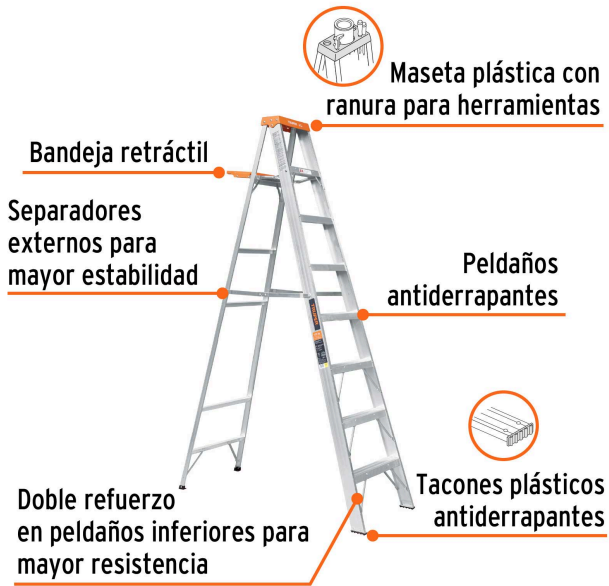 Maseta plástica con
ranura para herramientas
Bandeja retráctil
Separadores
externos para
mayor estabilidad
Peldaños
antiderrapantes
Tacones plásticos
antiderrapantes
Doble refuerzo
en peldaños inferiores para
mayor resistencia